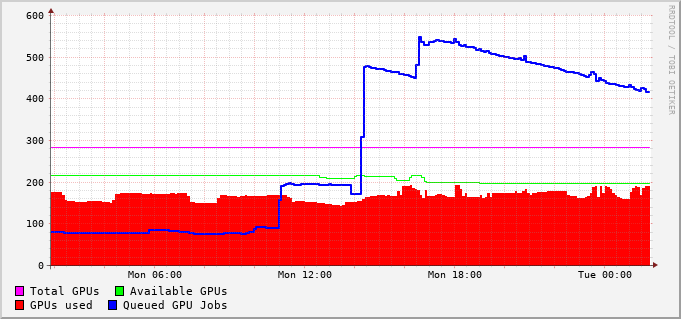 600
500
400
300
200
100
0
Mon 06:00 Mon 12:00 Mon 18:00 Tue 00:00
Total GPUs Available GPUs
GPUs used Queued GPU Jobs
RRDTOOL / TOBI OETIKER